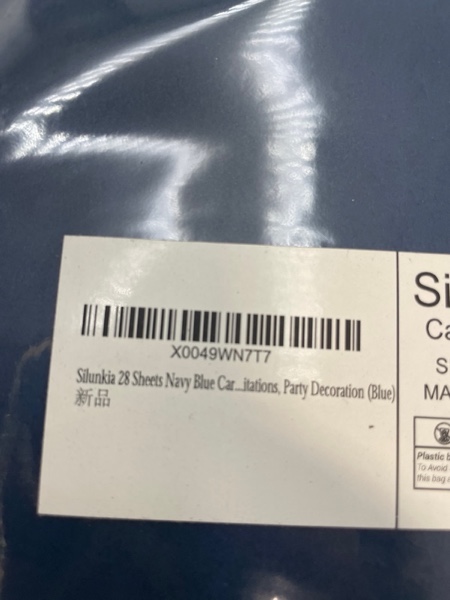 X0049WN7T7
Silunkia 28 Sheets Navy Blue Car...itations, Party Decoration (Blue)
新品
Si
Ca
S
MA
Plastic b
To Avoid
this bag